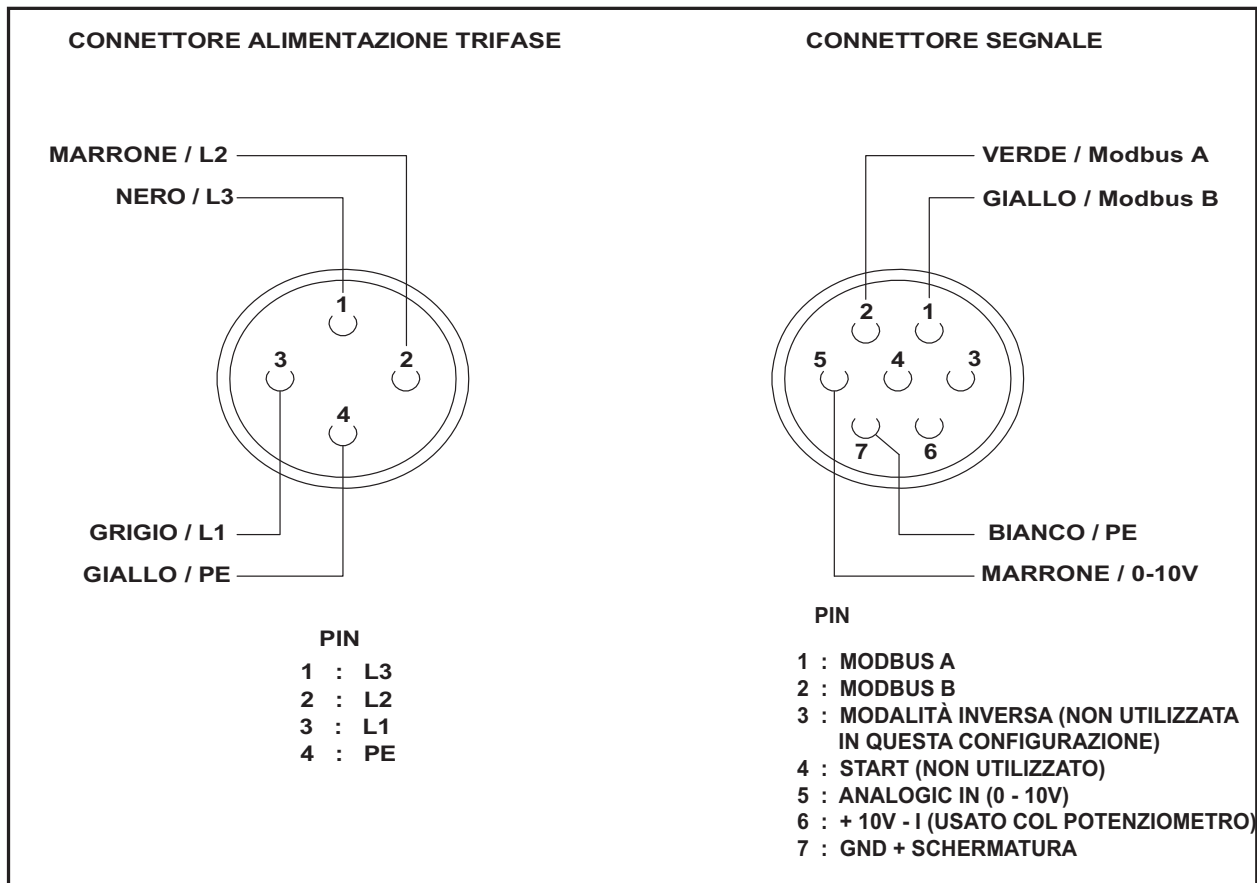 CONNETTORE ALIMENTAZIONE TRIFASE
MARRONE / L2
NERO / L3
1
3
2
4
GRIGIO / L1
GIALLO / PE
PIN
1 : L3
2 : L2
3 : L1
4 : PE
CONNETTORE SEGNALE
VERDE / Modbus A
GIALLO / Modbus B
2
1
5
4
3
7
6
BIANCO / PE
MARRONE / 0-10V
PIN
1 : MODBUS A
2 : MODBUS B
3 : MODALITÀ INVERSA (NON UTILIZZATA
IN QUESTA CONFIGURAZIONE)
4 : START (NON UTILIZZATO)
5 : ANALOGIC IN (0 - 10V)
6 : + 10V - I (USATO COL POTENZIOMETRO)
7 : GND + SCHERMATURA